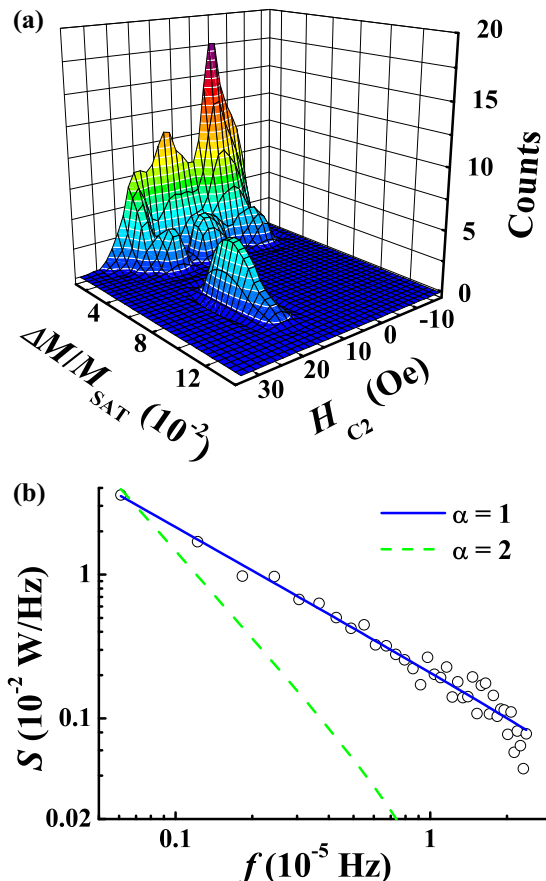 (a)
20
15
10
5
0
Counts
4
8
12
ΔM/M_SAT (10^-2)
30
20
10
0
-10
H_C2 (Oe)
(b)
α = 1
α = 2
1
0.1
0.02
S (10^-2 W/Hz)
0.1
1
f (10^-5 Hz)